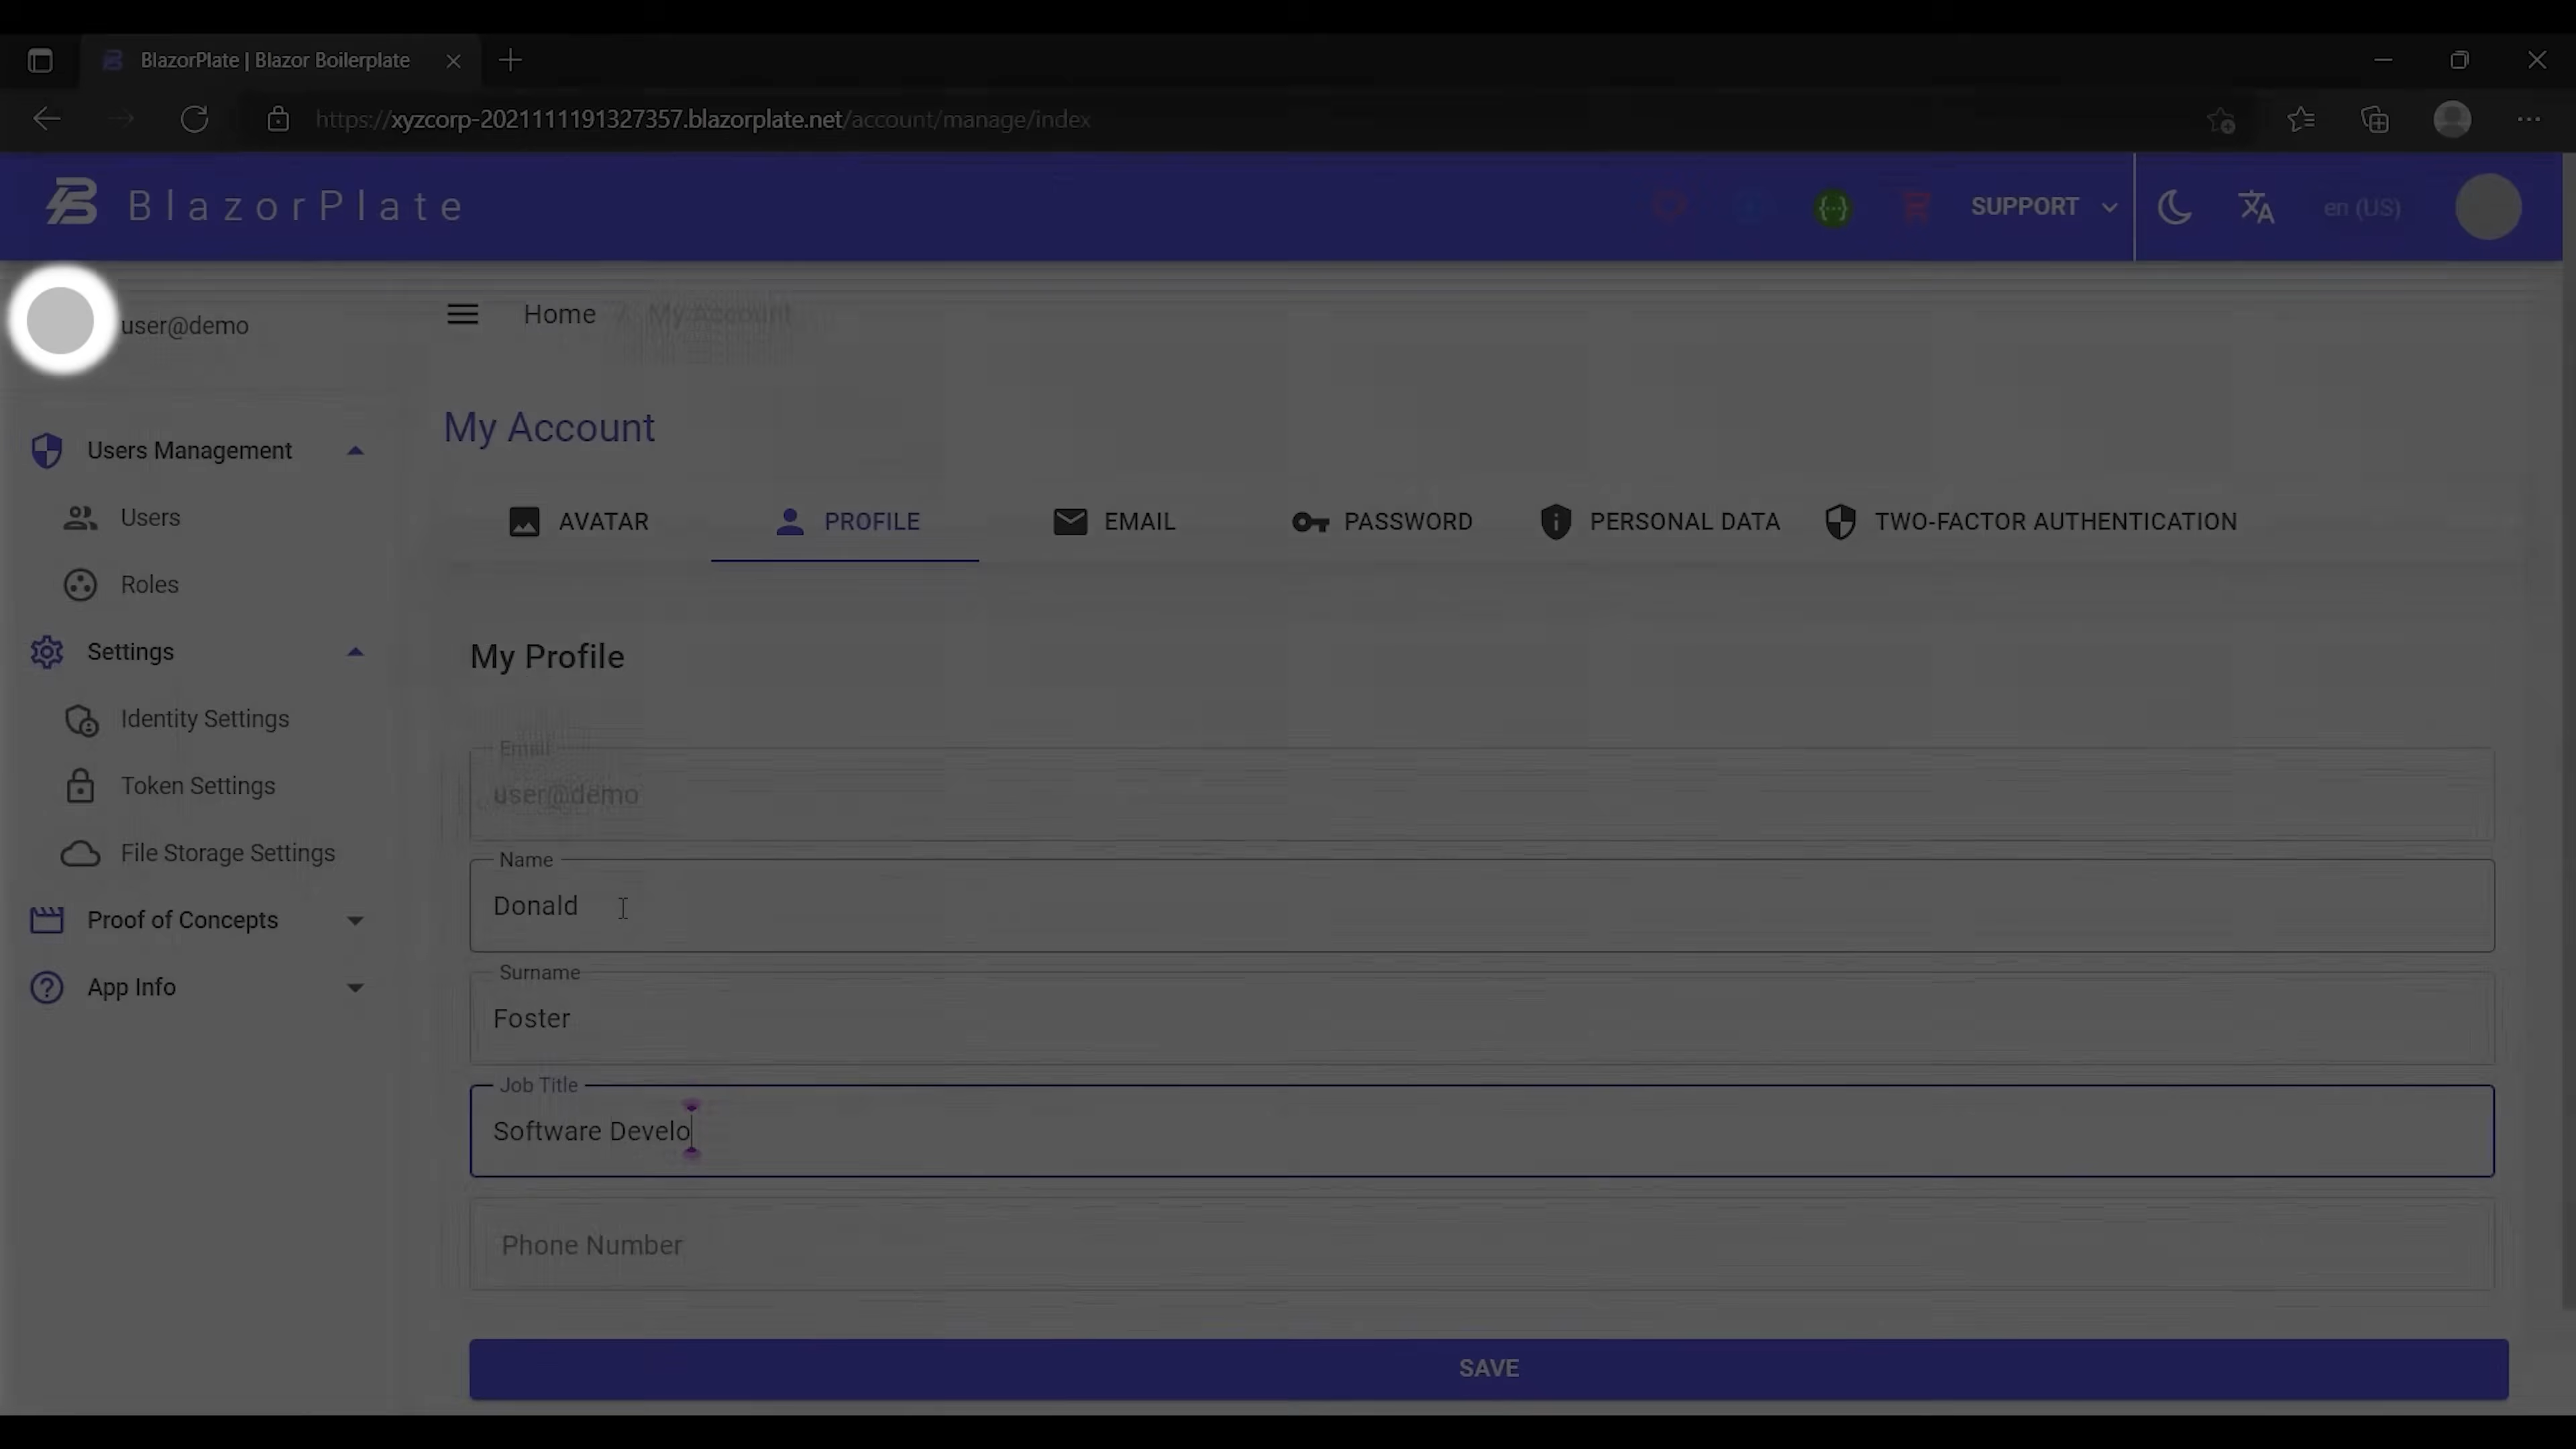 BlazorPlate | Blazor Boilerplate
https://xyzcorp-2021111191327357.blazorplate.net/account/manage/index
BlazorPlate
SUPPORT
en (US)
user@demo
Home / My Account
My Account
Users Management
Users
Roles
Settings
Identity Settings
Token Settings
File Storage Settings
Proof of Concepts
App Info
AVATAR
PROFILE
EMAIL
PASSWORD
PERSONAL DATA
TWO-FACTOR AUTHENTICATION
My Profile
Email
user@demo
Name
Donald
Surname
Foster
Job Title
Software Develo
Phone Number
SAVE